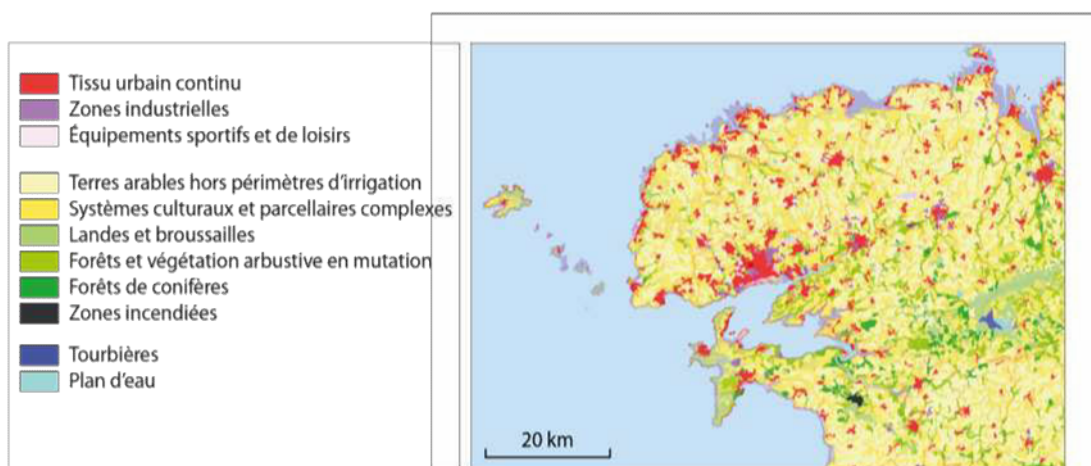 Tissu urbain continu
Zones industrielles
Équipements sportifs et de loisirs
Terres arables hors périmètres d'irrigation
Systèmes culturaux et parcellaires complexes
Landes et broussailles
Forêts et végétation arbustive en mutation
Forêts de conifères
Zones incendiées
Tourbières
Plan d'eau
20 km